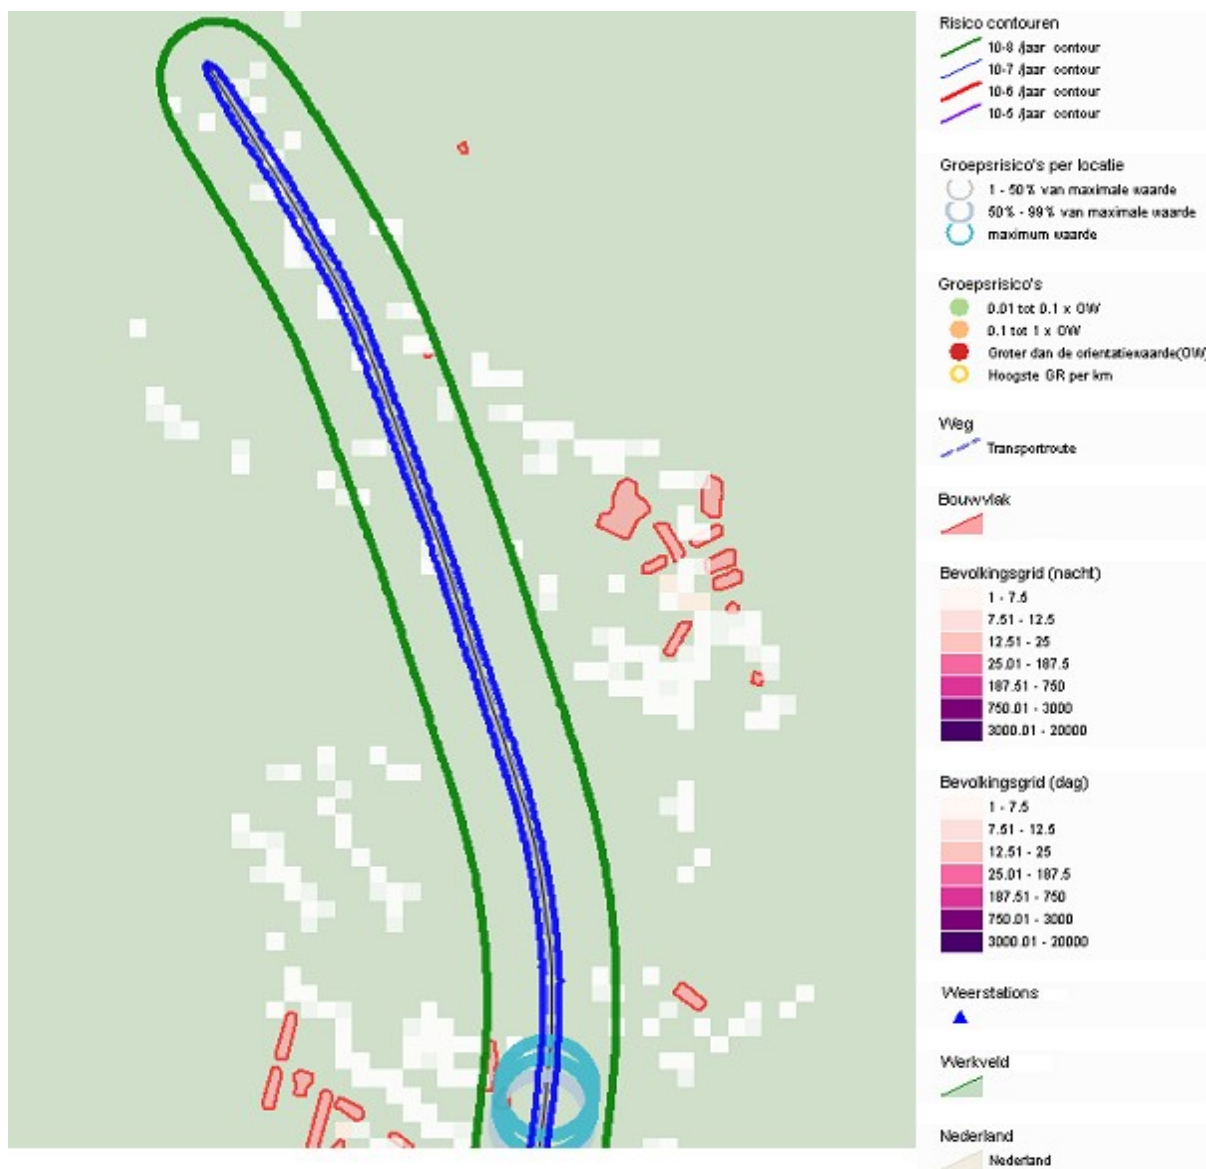 Risico contouren
10-8 /jaar contour
10-7 /jaar contour
10-6 /jaar contour
10-5 /jaar contour
Groepsrisico's per locatie
1 - 50% van maximale waarde
50% - 99% van maximale waarde
maximum waarde
Groepsrisico's
0.01 tot 0.1 x OW
0.1 tot 1 x OW
Groter dan de orientatiewaarde(OW)
Hoogste GR per km
Weg
Transportroute
Bouwvlak
Bevolkingsgrid (nacht)
1 - 7.5
7.51 - 12.5
12.51 - 25
25.01 - 187.5
187.51 - 750
750.01 - 3000
3000.01 - 20000
Bevolkingsgrid (dag)
1 - 7.5
7.51 - 12.5
12.51 - 25
25.01 - 187.5
187.51 - 750
750.01 - 3000
3000.01 - 20000
Weerstations
Werkveld
Nederland
Nederland